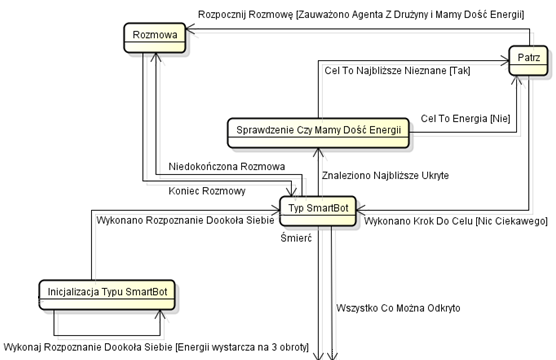 Rozpocznij Rozmowę [Zauważono Agenta Z Drużyny i Mamy Dość Energii]
Rozmowa
Patrz
Cel To Najbliższe Nieznane [Tak]
Cel To Energia [Nie]
Sprawdzenie Czy Mamy Dość Energii
Niedokończona Rozmowa
Znaleziono Najbliższe Ukryte
Koniec Rozmowy
Typ SmartBot
Wykonano Rozpoznanie Dookoła Siebie
Wykonano Krok Do Celu [Nic Ciekawego]
Śmierć
Inicjalizacja Typu SmartBot
Wszystko Co Można Odkryto
Wykonaj Rozpoznanie Dookoła Siebie [Energii wystarcza na 3 obroty]